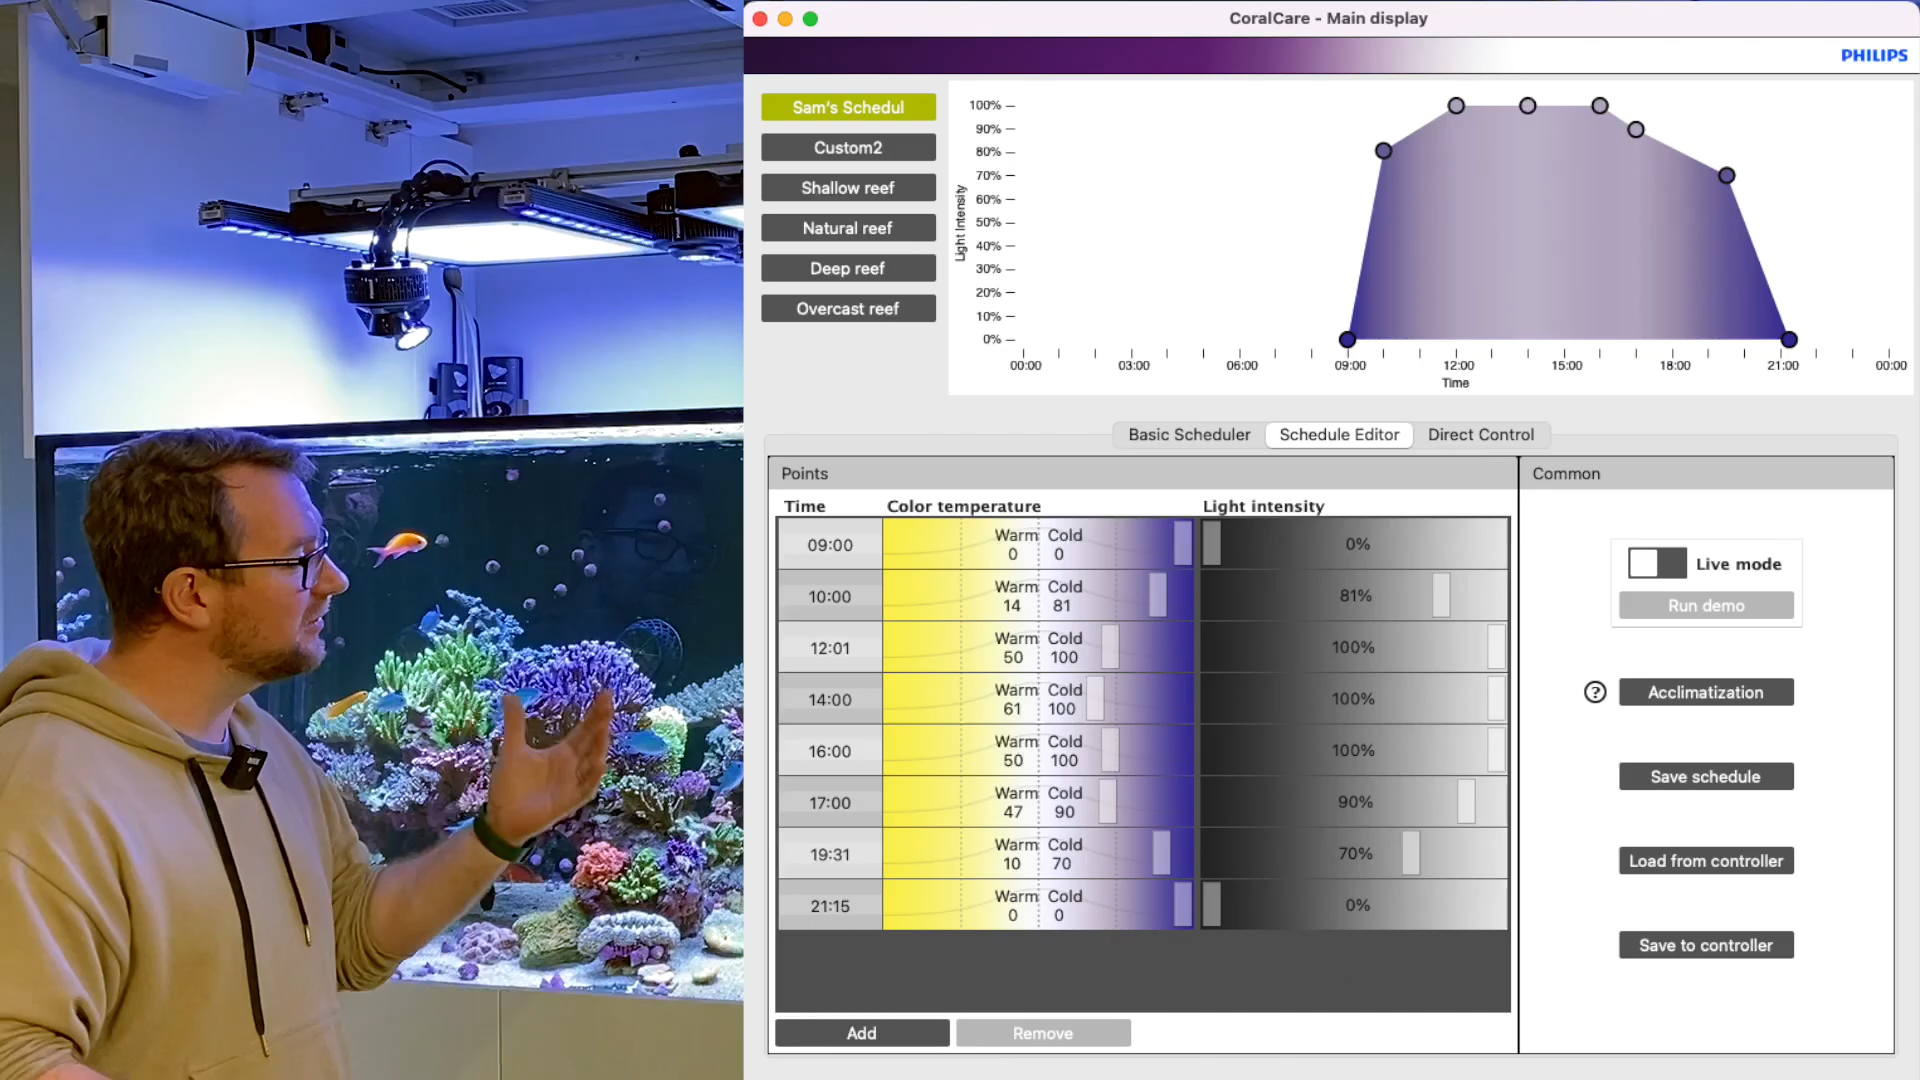 CoralCare - Main display
PHILIPS
Sam's Schedul
Custom2
Shallow reef
Natural reef
Deep reef
Overcast reef
Light Intensity
100%
90%
80%
70%
60%
50%
40%
30%
20%
10%
0%
00:00 03:00 06:00 09:00 12:00 15:00 18:00 21:00 00:00
Time
Basic Scheduler Schedule Editor Direct Control
Points
Time Color temperature Light intensity
09:00 Warm 0 Cold 0 0%
10:00 Warm 14 Cold 81 81%
12:01 Warm 50 Cold 100 100%
14:00 Warm 61 Cold 100 100%
16:00 Warm 50 Cold 100 100%
17:00 Warm 47 Cold 90 90%
19:31 Warm 10 Cold 70 70%
21:15 Warm 0 Cold 0 0%
Add Remove
Common
Live mode
Run demo
? Acclimatization
Save schedule
Load from controller
Save to controller